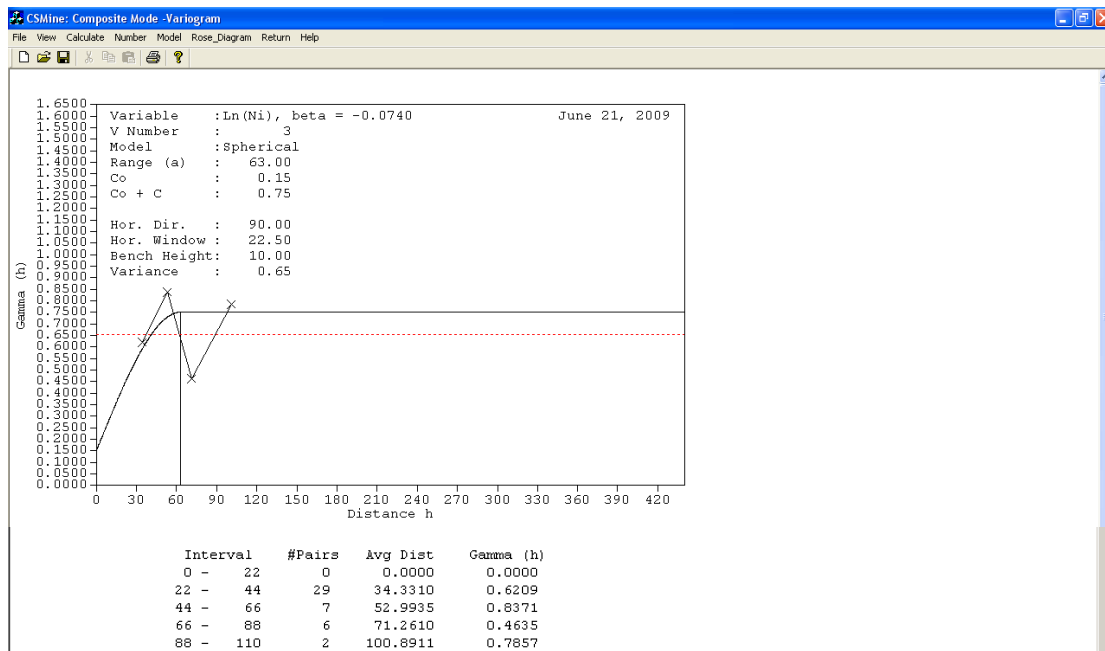 CSMine: Composite Mode -Variogram
File View Calculate Number Model Rose_Diagram Return Help
Variable :Ln(Ni), beta = -0.0740 June 21, 2009
V Number : 3
Model :Spherical
Range (a) : 63.00
Co : 0.15
Co + C : 0.75
Hor. Dir. : 90.00
Hor. Window : 22.50
Bench Height: 10.00
Variance : 0.65
Gamma (h)
1.6500
1.6000
1.5500
1.5000
1.4500
1.4000
1.3500
1.3000
1.2500
1.2000
1.1500
1.1000
1.0500
1.0000
0.9500
0.9000
0.8500
0.8000
0.7500
0.7000
0.6500
0.6000
0.5500
0.5000
0.4500
0.4000
0.3500
0.3000
0.2500
0.2000
0.1500
0.1000
0.0500
0.0000
0 30 60 90 120 150 180 210 240 270 300 330 360 390 420
Distance h
Interval #Pairs Avg Dist Gamma (h)
0 - 22 0 0.0000 0.0000
22 - 44 29 34.3310 0.6209
44 - 66 7 52.9935 0.8371
66 - 88 6 71.2610 0.4635
88 - 110 2 100.8911 0.7857